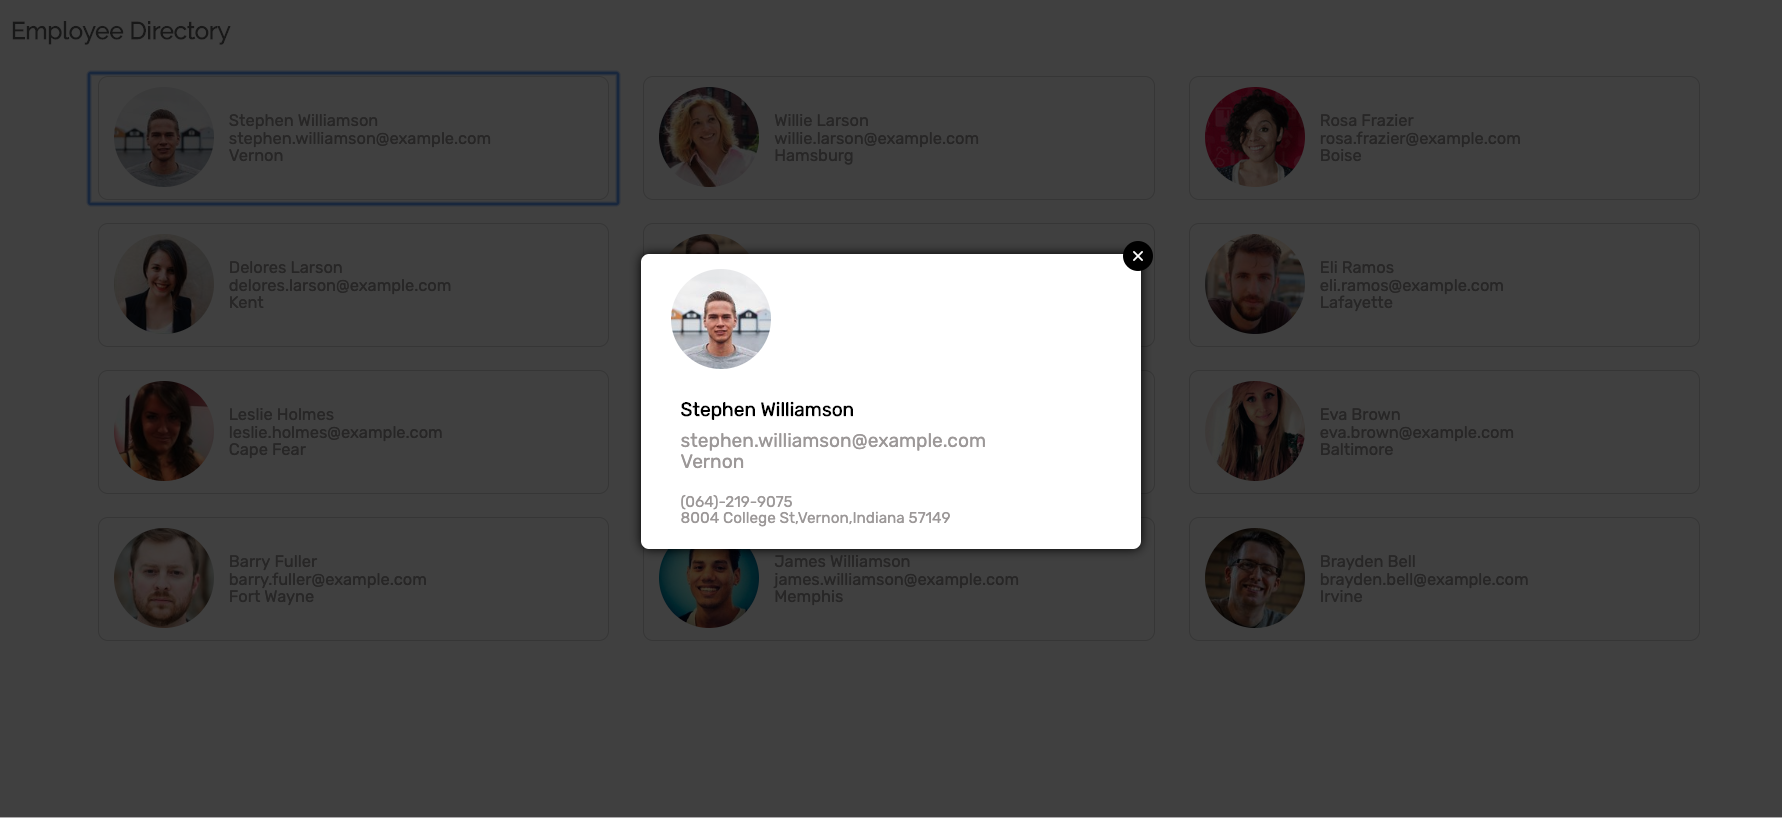 Employee Directory
Stephen Williamson
stephen.williamson@example.com
Vernon
Willie Larson
willie.larson@example.com
Hamsburg
Rosa Frazier
rosa.frazier@example.com
Boise
Delores Larson
delores.larson@example.com
Kent
Eli Ramos
eli.ramos@example.com
Lafayette
Leslie Holmes
leslie.holmes@example.com
Cape Fear
Eva Brown
eva.brown@example.com
Baltimore
Barry Fuller
barry.fuller@example.com
Fort Wayne
James Williamson
james.williamson@example.com
Memphis
Brayden Bell
brayden.bell@example.com
Irvine
Stephen Williamson
stephen.williamson@example.com
Vernon
(064)-219-9075
8004 College St,Vernon,Indiana 57149